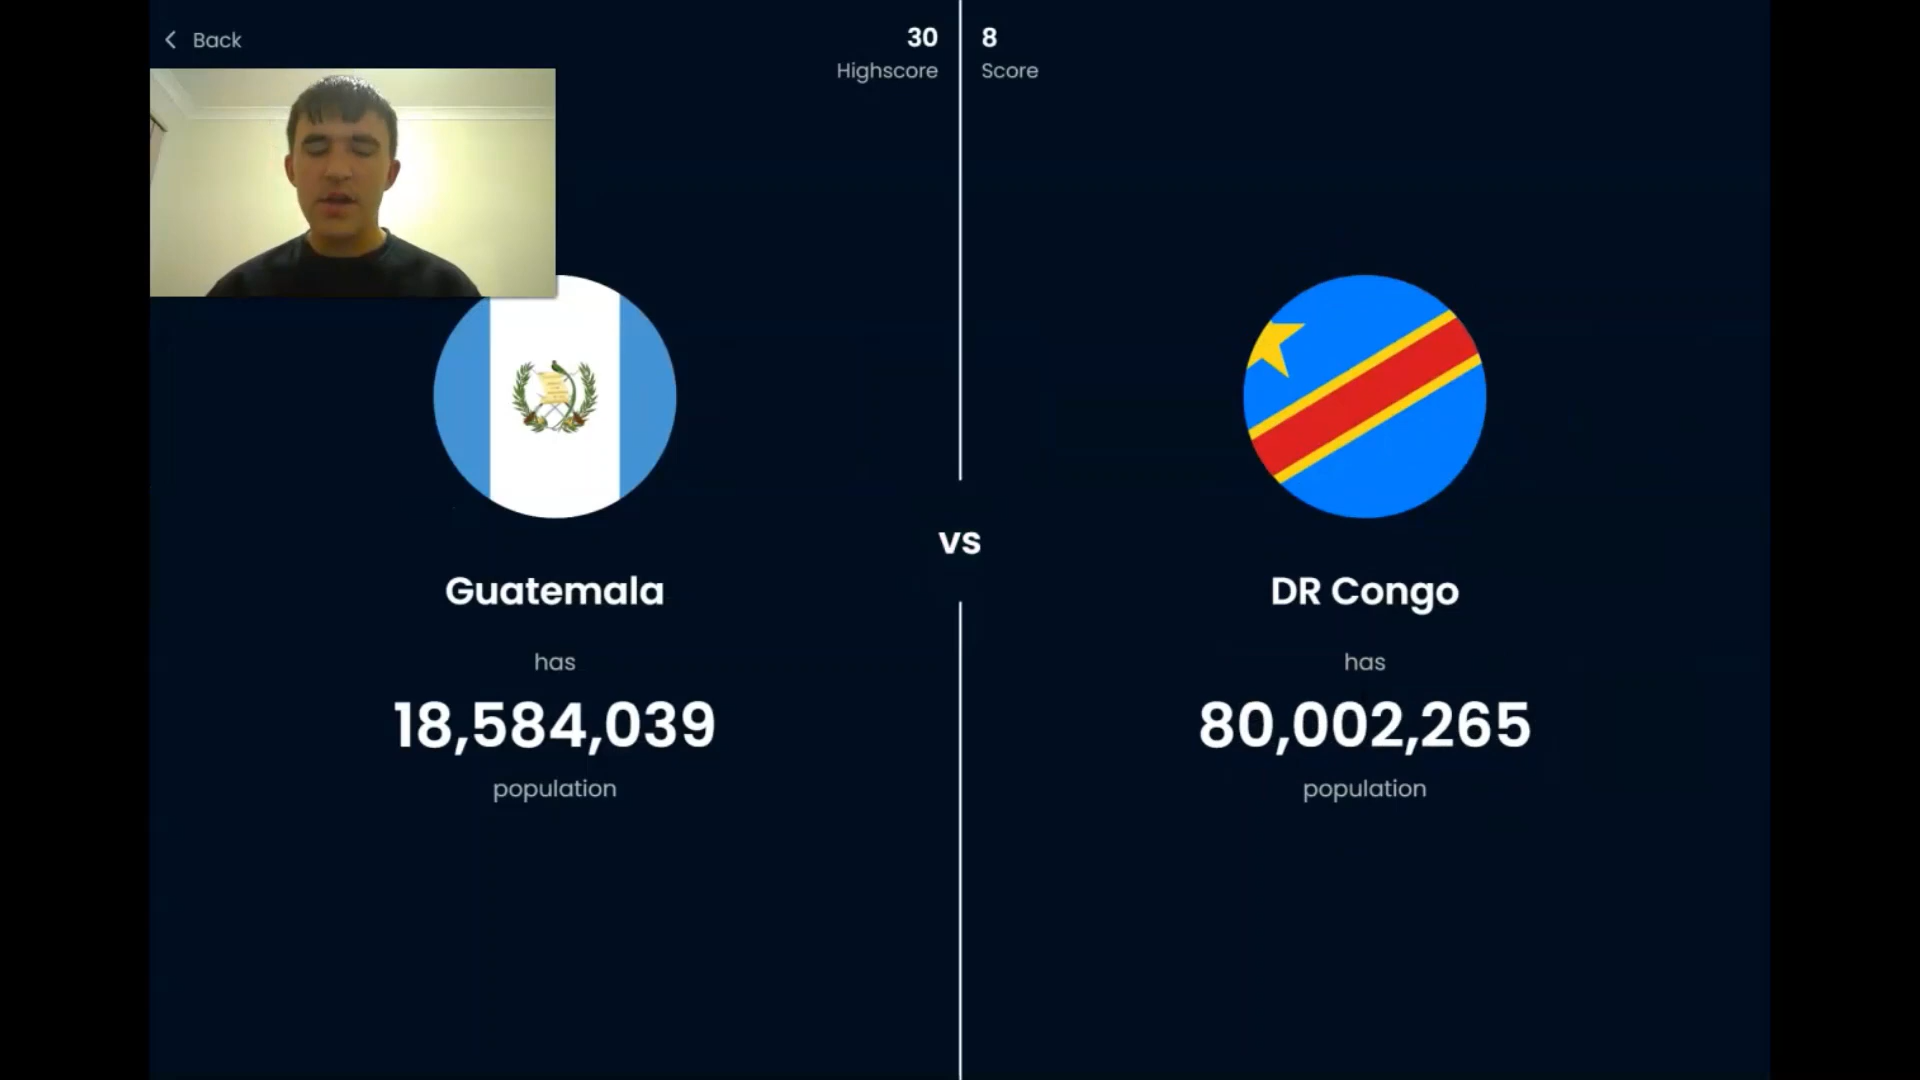 Back
30
Highscore
8
Score
VS
Guatemala
has
18,584,039
population
DR Congo
has
80,002,265
population